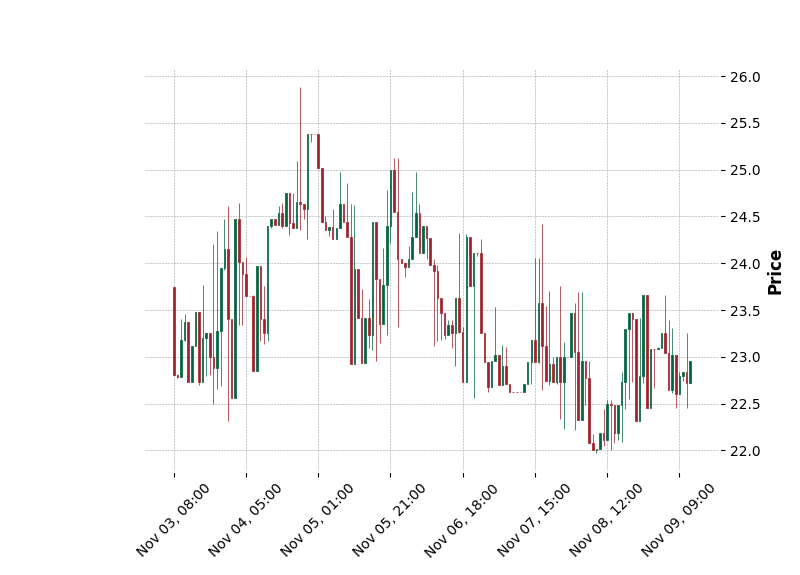 26.0
25.5
25.0
24.5
24.0
23.5
23.0
22.5
22.0
Price
Nov 03, 08:00
Nov 04, 05:00
Nov 05, 01:00
Nov 05, 21:00
Nov 06, 18:00
Nov 07, 15:00
Nov 08, 12:00
Nov 09, 09:00